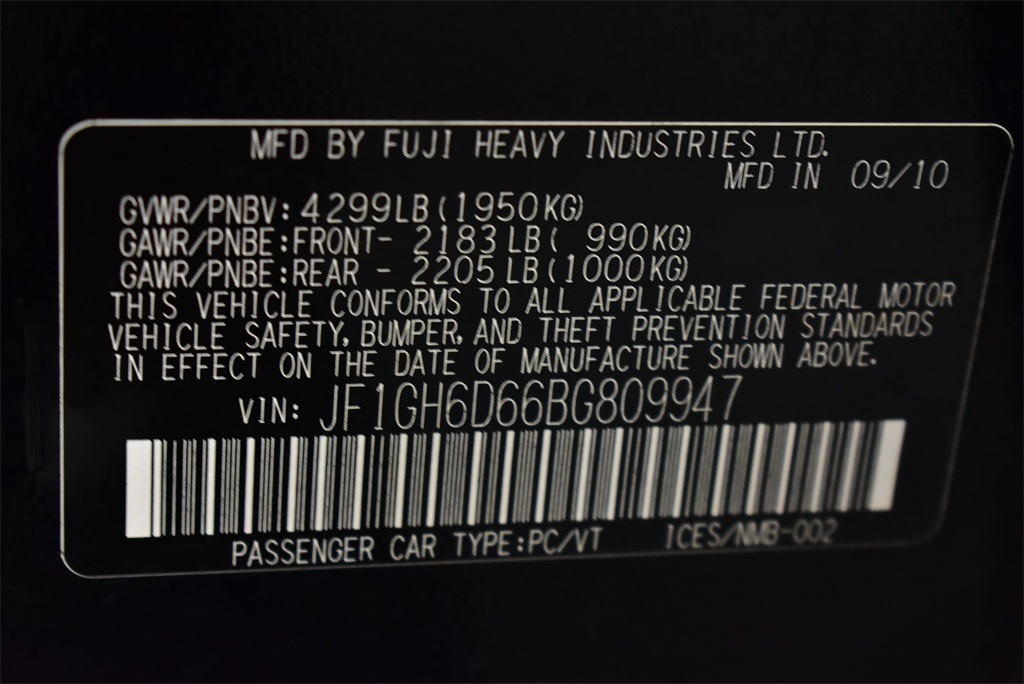 MFD BY FUJI HEAVY INDUSTRIES LTD.
MFD IN 09/10
GVWR/PNBV: 4299LB(1950KG)
GAWR/PNBE:FRONT- 2183LB( 990KG)
GAWR/PNBE:REAR - 2205LB(1000KG)
THIS VEHICLE CONFORMS TO ALL APPLICABLE FEDERAL MOTOR
VEHICLE SAFETY, BUMPER, AND THEFT PREVENTION STANDARDS
IN EFFECT ON THE DATE OF MANUFACTURE SHOWN ABOVE.
VIN: JF1GH6D66BG809947
PASSENGER CAR TYPE:PC/VT ICES/NMB-002